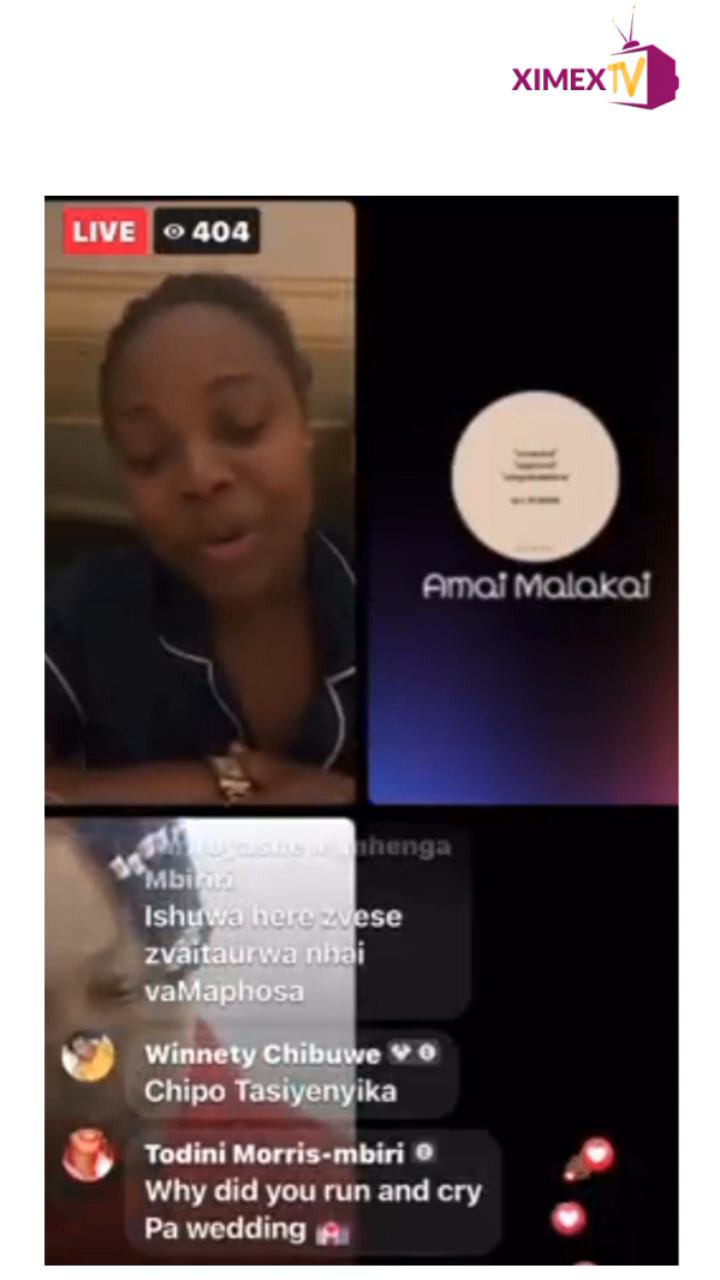 XIMEXTV
LIVE 404
Amai Malakai
Mbiriri
Ishuwa here zvese
zvaitaurwa nhai
vaMaphosa
Winnety Chibuwe
Chipo Tasiyenyika
Todini Morris-mbiri
Why did you run and cry
Pa wedding